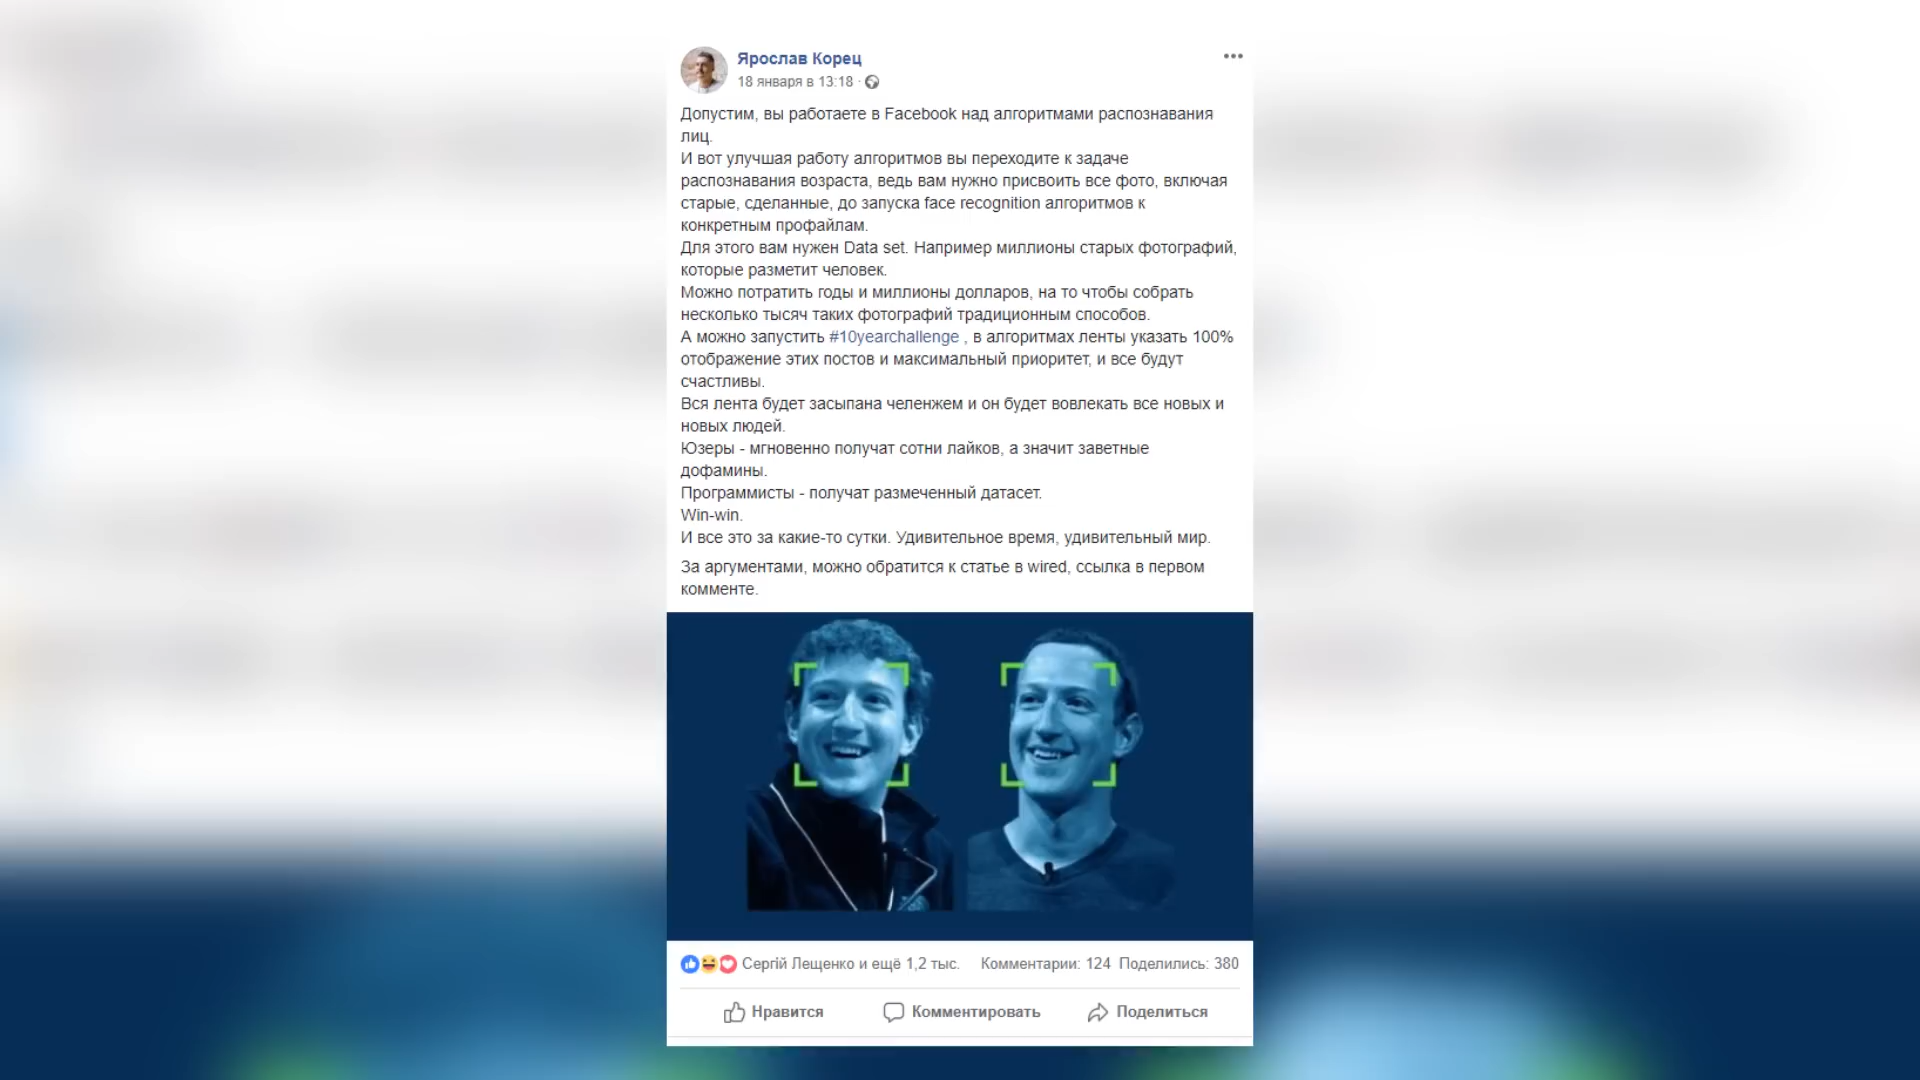 Ярослав Корец
18 января в 13:18 ·
Допустим, вы работаете в Facebook над алгоритмами распознавания
лиц.
И вот улучшая работу алгоритмов вы переходите к задаче
распознавания возраста, ведь вам нужно присвоить все фото, включая
старые, сделанные, до запуска face recognition алгоритмов к
конкретным профайлам.
Для этого вам нужен Data set. Например миллионы старых фотографий,
которые разметит человек.
Можно потратить годы и миллионы долларов, на то чтобы собрать
несколько тысяч таких фотографий традиционным способов.
А можно запустить #10yearchallenge , в алгоритмах ленты указать 100%
отображение этих постов и максимальный приоритет, и все будут
счастливы.
Вся лента будет засыпана челенжем и он будет вовлекать все новых и
новых людей.
Юзеры - мгновенно получат сотни лайков, а значит заветные
дофамины.
Программисты - получат размеченный датасет.
Win-win.
И все это за какие-то сутки. Удивительное время, удивительный мир.
За аргументами, можно обратится к статье в wired, ссылка в первом
комменте.
Сергій Лещенко и ещё 1,2 тыс. Комментарии: 124 Поделились: 380
Нравится Комментировать Поделиться